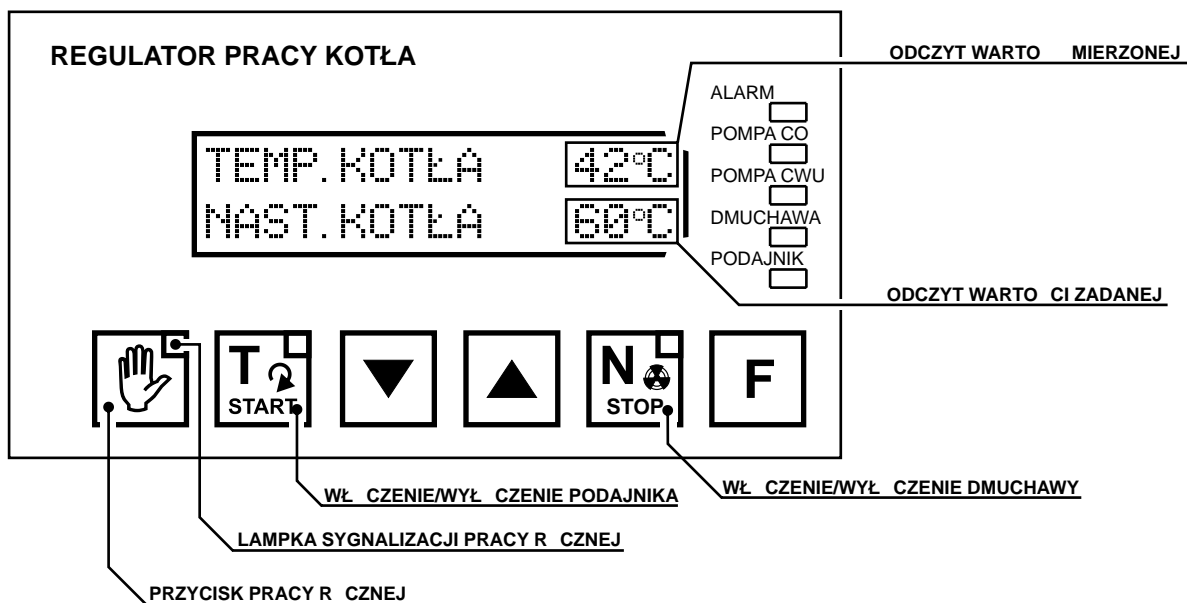 REGULATOR PRACY KOTŁA
ODCZYT WARTO MIERZONEJ
ALARM
POMPA CO
TEMP.KOTŁA 42°C
POMPA CWU
NAST.KOTŁA 60°C
DMUCHAWA
PODAJNIK
ODCZYT WARTO CI ZADANEJ
T START
N STOP
F
WŁ CZENIE/WYŁ CZENIE PODAJNIKA
WŁ CZENIE/WYŁ CZENIE DMUCHAWY
LAMPKA SYGNALIZACJI PRACY R CZNEJ
PRZYCISK PRACY R CZNEJ